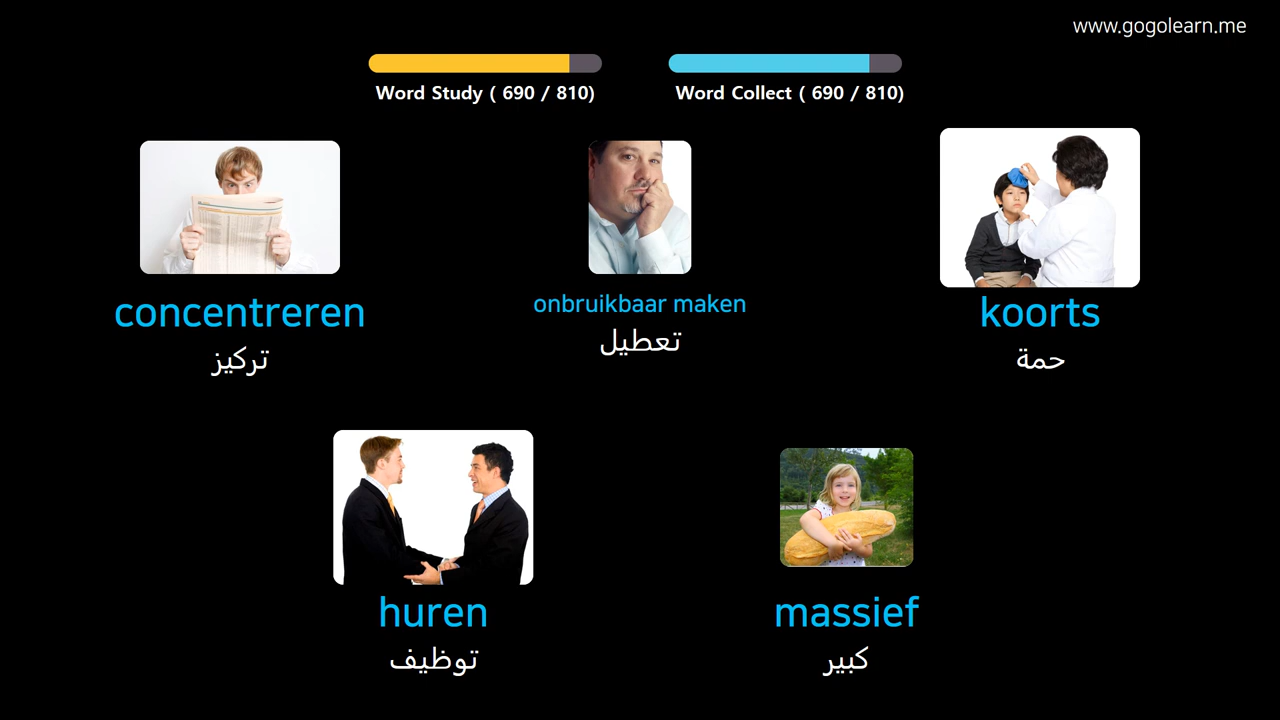 www.gogolearn.me
Word Study ( 690 / 810)
Word Collect ( 690 / 810)
concentreren
تركيز
onbruikbaar maken
تعطيل
koorts
حمة
huren
توظيف
massief
كبير